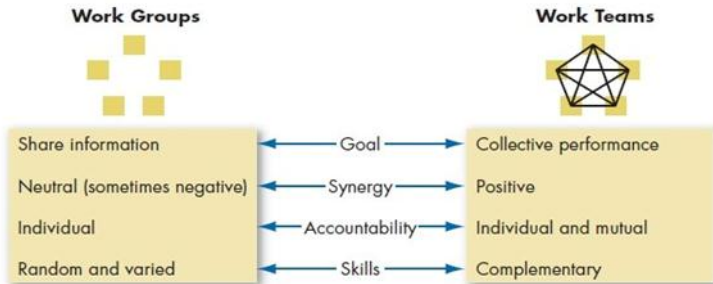 Work Groups
Work Teams
Share information
Goal
Collective performance
Neutral (sometimes negative)
Synergy
Positive
Individual
Accountability
Individual and mutual
Random and varied
Skills
Complementary